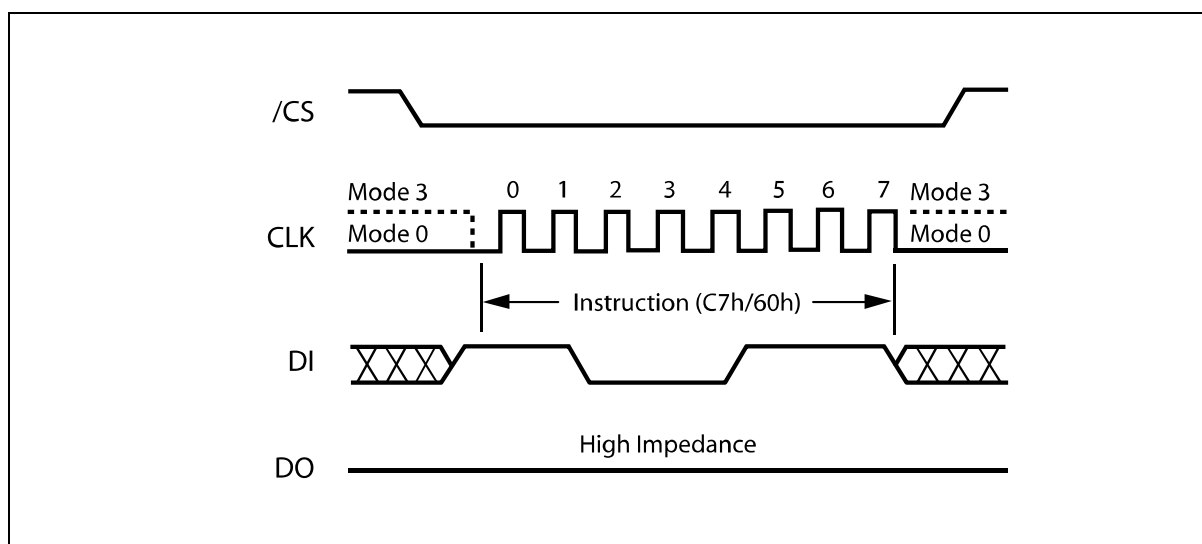 /CS
Mode 3
0 1 2 3 4 5 6 7
Mode 3
CLK
Mode 0
Mode 0
Instruction (C7h/60h)
DI
High Impedance
DO